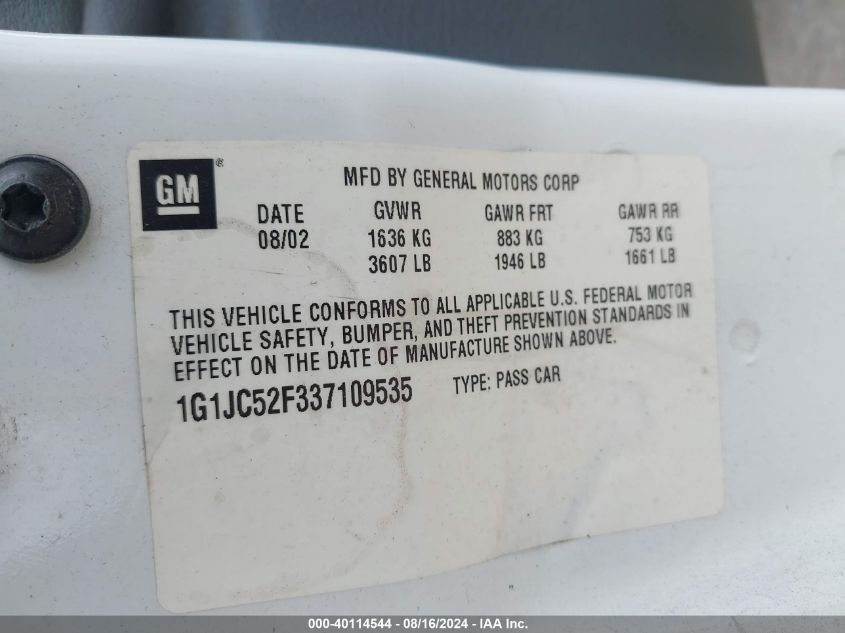 GM ®
MFD BY GENERAL MOTORS CORP
DATE GVWR GAWR FRT GAWR RR
08/02 1636 KG 883 KG 753 KG
3607 LB 1946 LB 1661 LB
THIS VEHICLE CONFORMS TO ALL APPLICABLE U.S. FEDERAL MOTOR
VEHICLE SAFETY, BUMPER, AND THEFT PREVENTION STANDARDS IN
EFFECT ON THE DATE OF MANUFACTURE SHOWN ABOVE.
1G1JC52F337109535 TYPE: PASS CAR
000-40114544 - 08/16/2024 - IAA Inc.